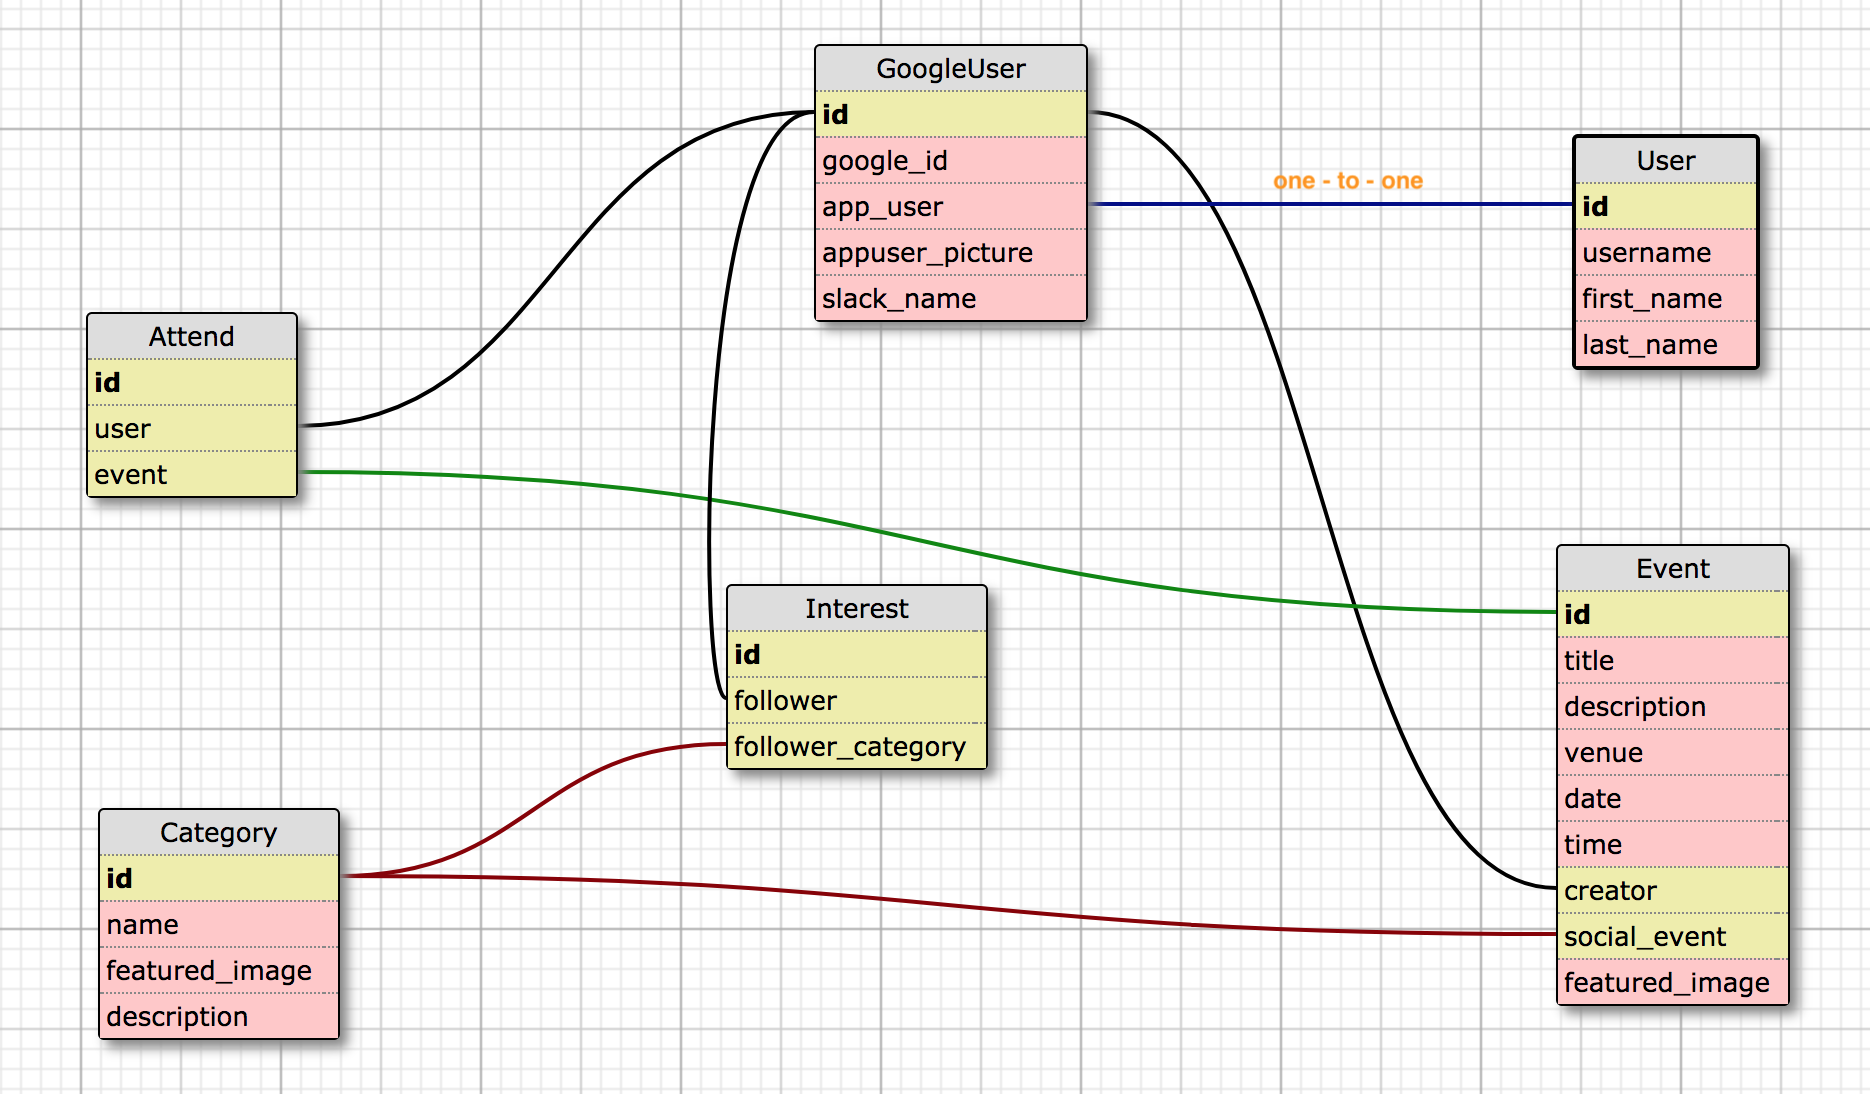 GoogleUser
id
google_id
app_user
appuser_picture
slack_name
one - to - one
User
id
username
first_name
last_name
Attend
id
user
event
Interest
id
follower
follower_category
Event
id
title
description
venue
date
time
creator
social_event
featured_image
Category
id
name
featured_image
description